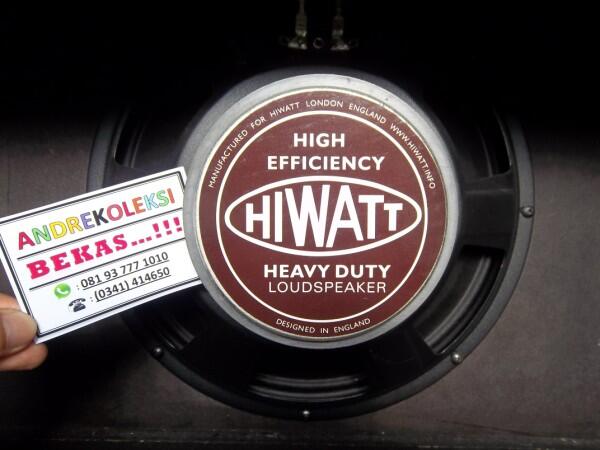 MANUFACTURED FOR HIWATT LONDON ENGLAND WWW.HIWATT.INFO
HIGH
EFFICIENCY
HIWATT
HEAVY DUTY
LOUDSPEAKER
DESIGNED IN ENGLAND
ANDREKOLEKSI
BEKAS...!!!
: 081 93 777 1010
: (0341) 414650